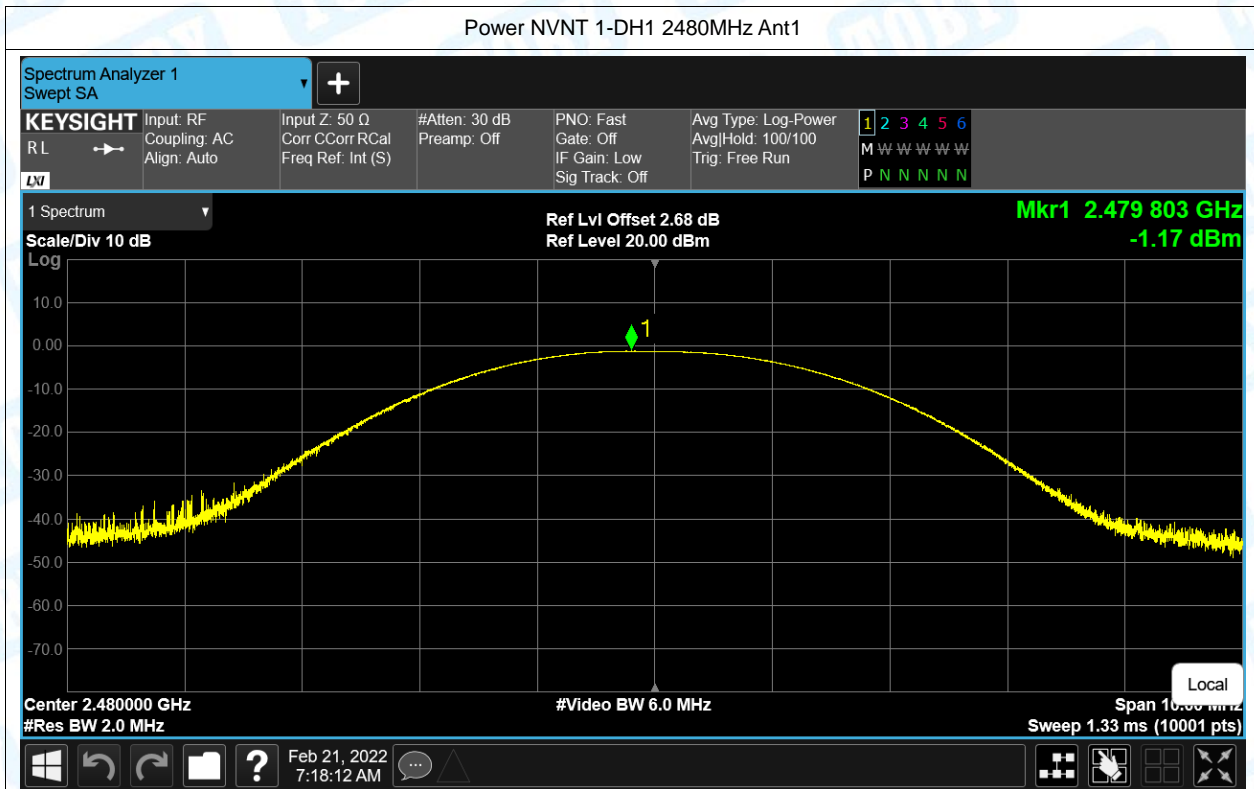 Power NVNT 1-DH1 2480MHz Ant1
Spectrum Analyzer 1
Swept SA
KEYSIGHT
R L
LXI
Input: RF
Coupling: AC
Align: Auto
Input Z: 50 Ω
Corr CCorr RCal
Freq Ref: Int (S)
#Atten: 30 dB
Preamp: Off
PNO: Fast
Gate: Off
IF Gain: Low
Sig Track: Off
Avg Type: Log-Power
Avg|Hold: 100/100
Trig: Free Run
1 2 3 4 5 6
M W W W W W
P N N N N N
1 Spectrum
Scale/Div 10 dB
Ref Lvl Offset 2.68 dB
Ref Level 20.00 dBm
Mkr1 2.479 803 GHz
-1.17 dBm
Log
10.0
0.00
-10.0
-20.0
-30.0
-40.0
-50.0
-60.0
-70.0
1
Local
Center 2.480000 GHz
#Video BW 6.0 MHz
Span 10.00 MHz
#Res BW 2.0 MHz
Sweep 1.33 ms (10001 pts)
?
Feb 21, 2022
7:18:12 AM